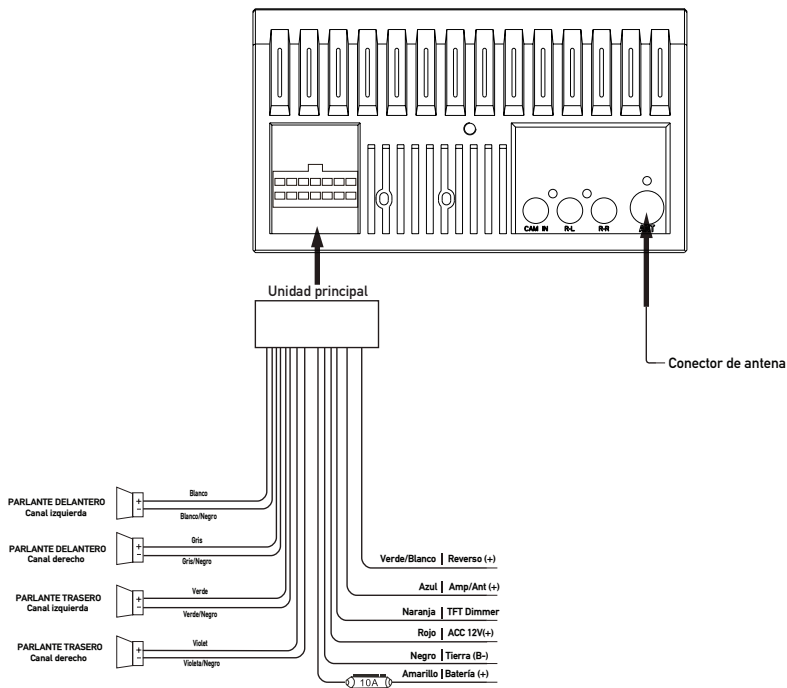 CAM IN R-L R-R ANT
Unidad principal
Conector de antena
PARLANTE DELANTERO
Canal izquierda
+
−
Blanco
Blanco/Negro
PARLANTE DELANTERO
Canal derecho
+
−
Gris
Gris/Negro
PARLANTE TRASERO
Canal izquierda
+
−
Verde
Verde/Negro
PARLANTE TRASERO
Canal derecho
+
−
Violet
Violeta/Negro
Verde/Blanco | Reverso (+)
Azul | Amp/Ant (+)
Naranja | TFT Dimmer
Rojo | ACC 12V(+)
Negro | Tierra (B-)
Amarillo | Batería (+)
10A